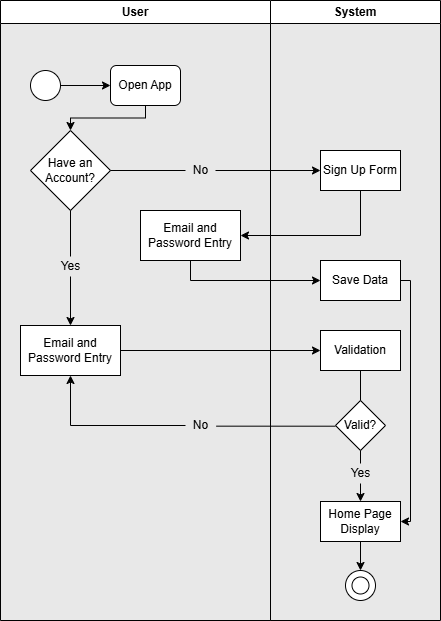 User
System
Open App
Have an
Account?
No
Sign Up Form
Email and
Password Entry
Yes
Save Data
Email and
Password Entry
Validation
No
Valid?
Yes
Home Page
Display